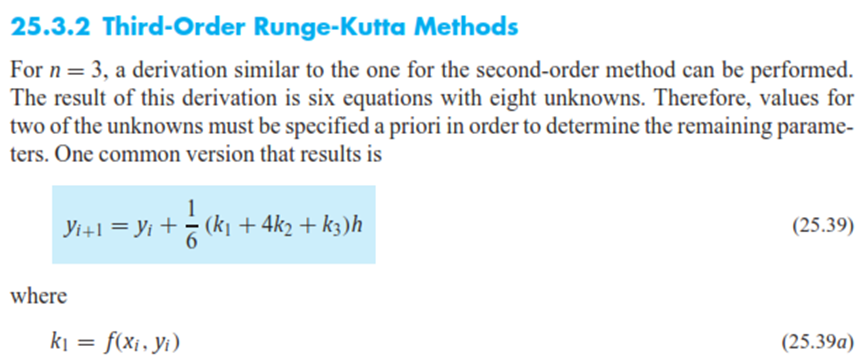 25.3.2 Third-Order Runge-Kutta Methods
For n = 3, a derivation similar to the one for the second-order method can be performed.
The result of this derivation is six equations with eight unknowns. Therefore, values for
two of the unknowns must be specified a priori in order to determine the remaining parame-
ters. One common version that results is
yᵢ₊₁ = yᵢ + 1/6 (k₁ + 4k₂ + k₃)h (25.39)
where
k₁ = f(xᵢ, yᵢ) (25.39a)